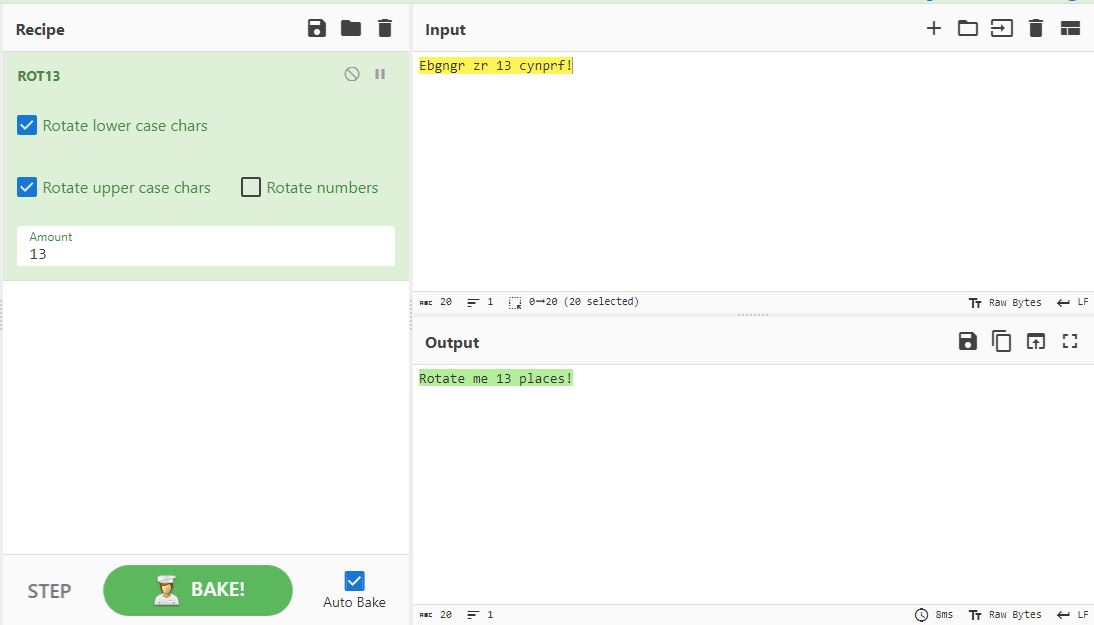 Recipe
ROT13
Rotate lower case chars
Rotate upper case chars Rotate numbers
Amount
13
STEP BAKE! Auto Bake
Input
Ebgngr zr 13 cynprf!
ABC 20 1 0→20 (20 selected) Tт Raw Bytes LF
Output
Rotate me 13 places!
ABC 20 1 8ms Tт Raw Bytes LF